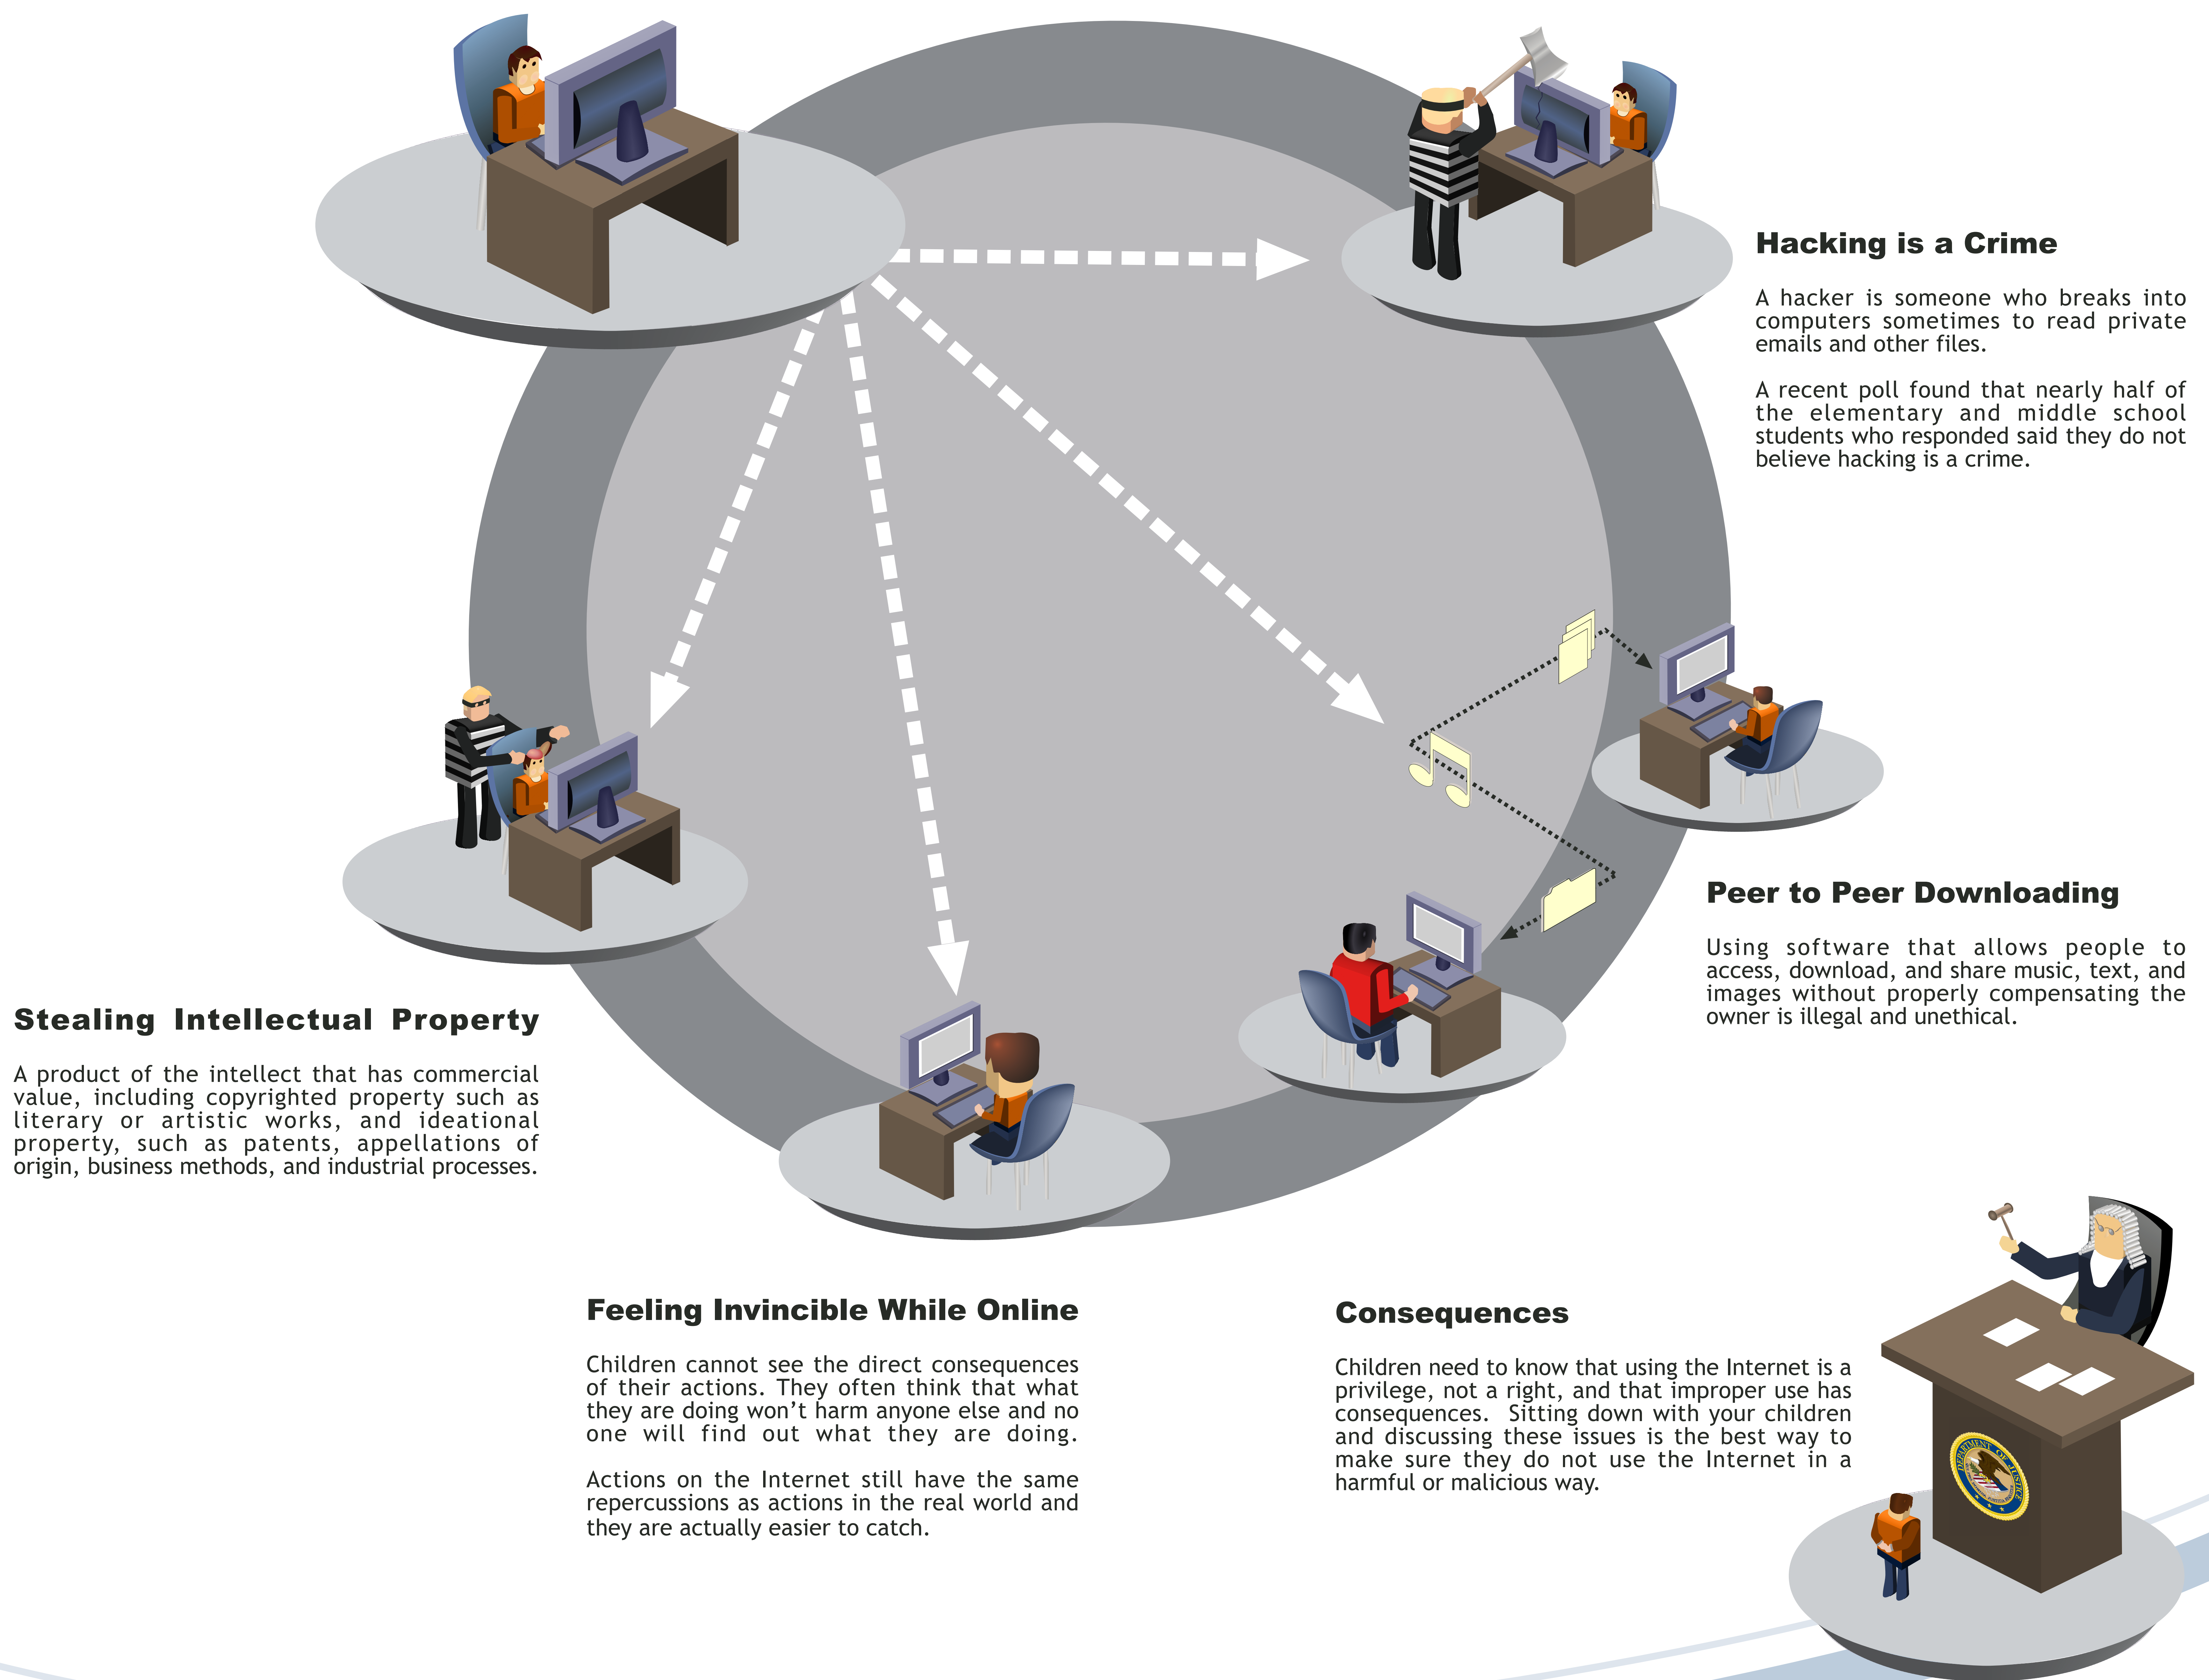 Hacking is a Crime
A hacker is someone who breaks into
computers sometimes to read private
emails and other files.
A recent poll found that nearly half of
the elementary and middle school
students who responded said they do not
believe hacking is a crime.
Peer to Peer Downloading
Using software that allows people to
access, download, and share music, text, and
images without properly compensating the
owner is illegal and unethical.
Stealing Intellectual Property
A product of the intellect that has commercial
value, including copyrighted property such as
literary or artistic works, and ideational
property, such as patents, appellations of
origin, business methods, and industrial processes.
Feeling Invincible While Online
Children cannot see the direct consequences
of their actions. They often think that what
they are doing won’t harm anyone else and no
one will find out what they are doing.
Actions on the Internet still have the same
repercussions as actions in the real world and
they are actually easier to catch.
Consequences
Children need to know that using the Internet is a
privilege, not a right, and that improper use has
consequences.  Sitting down with your children
and discussing these issues is the best way to
make sure they do not use the Internet in a
harmful or malicious way.
DEPARTMENT OF JUSTICE